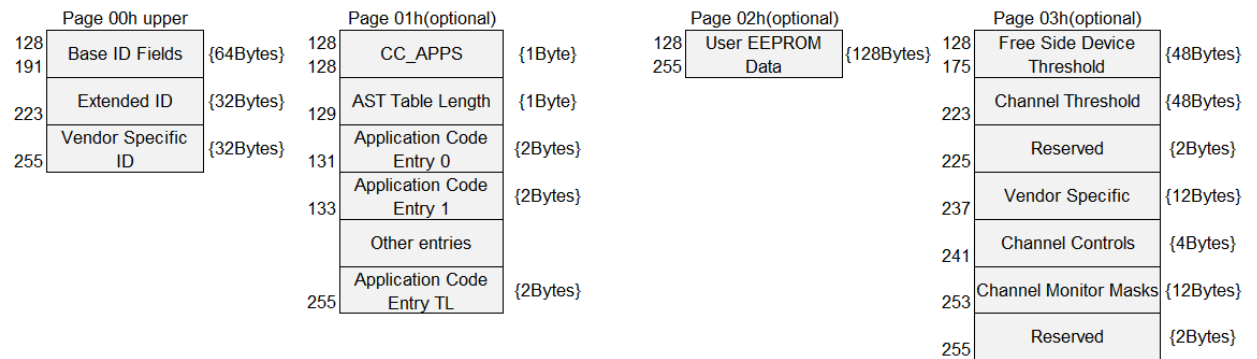 Page 00h upper
128
191
Base ID Fields
{64Bytes}
223
Extended ID
{32Bytes}
255
Vendor Specific
ID
{32Bytes}
Page 01h(optional)
128
128
CC_APPS
{1Byte}
129
AST Table Length
{1Byte}
131
Application Code
Entry 0
{2Bytes}
133
Application Code
Entry 1
{2Bytes}
Other entries
255
Application Code
Entry TL
{2Bytes}
Page 02h(optional)
128
255
User EEPROM
Data
{128Bytes}
Page 03h(optional)
128
175
Free Side Device
Threshold
{48Bytes}
223
Channel Threshold
{48Bytes}
225
Reserved
{2Bytes}
237
Vendor Specific
{12Bytes}
241
Channel Controls
{4Bytes}
253
Channel Monitor Masks
{12Bytes}
255
Reserved
{2Bytes}